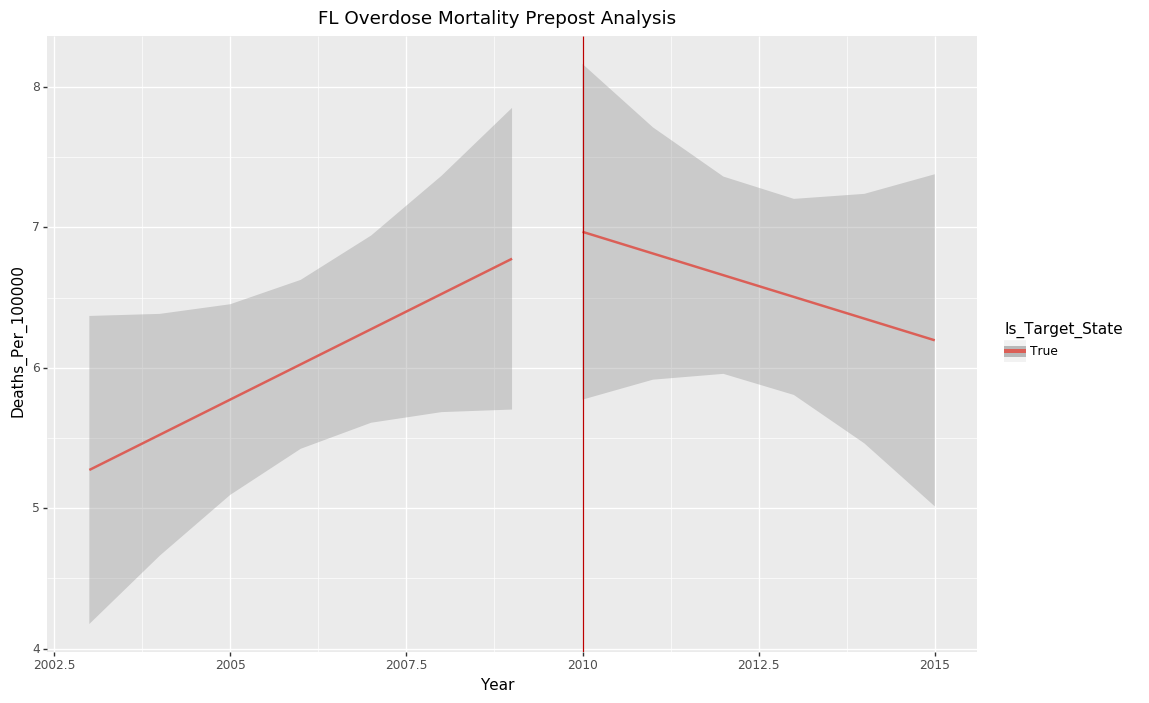 FL Overdose Mortality Prepost Analysis
Deaths_Per_100000
8
7
6
5
4
2002.5 2005 2007.5 2010 2012.5 2015
Year
Is_Target_State
True